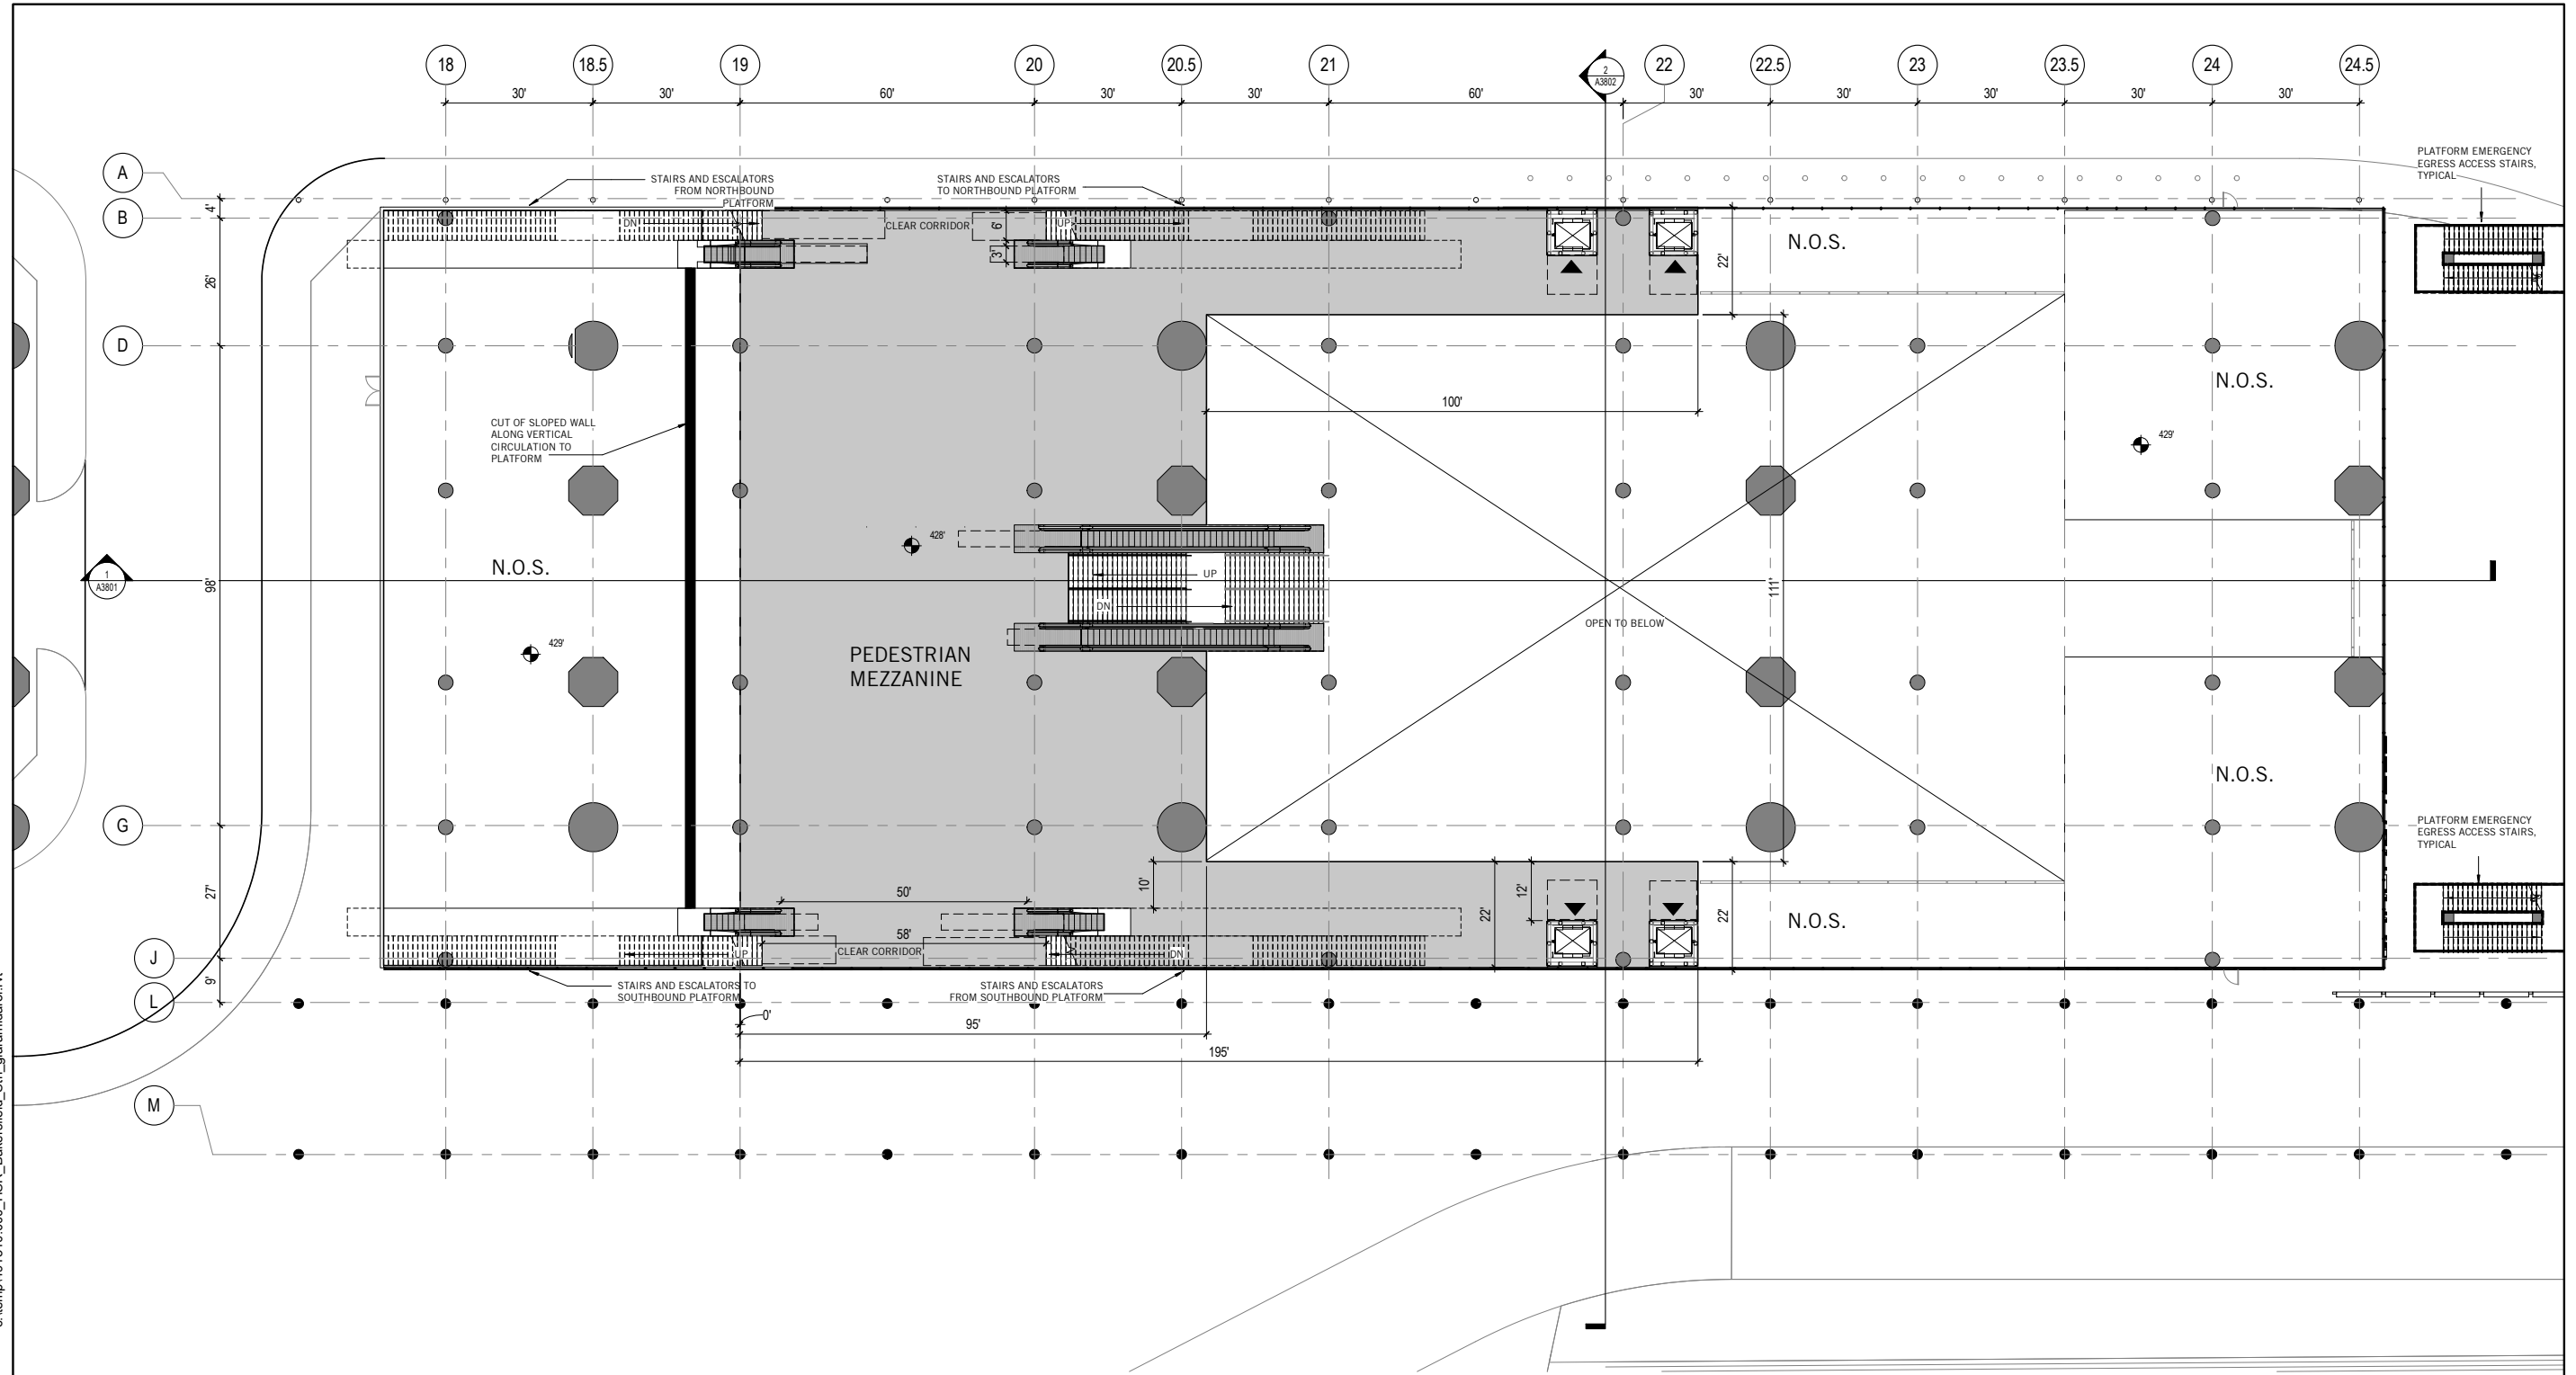 18
18.5
19
20
20.5
21
2
A3802
22
22.5
23
23.5
24
24.5
30'
30'
60'
30'
30'
60'
30'
30'
30'
30'
30'
A
B
D
G
J
L
M
4'
26'
98'
27'
9'
STAIRS AND ESCALATORS
FROM NORTHBOUND
PLATFORM
STAIRS AND ESCALATORS
TO NORTHBOUND PLATFORM
PLATFORM EMERGENCY
EGRESS ACCESS STAIRS,
TYPICAL
DN
CLEAR CORRIDOR
6'
3'
UP
22'
N.O.S.
N.O.S.
429'
100'
CUT OF SLOPED WALL
ALONG VERTICAL
CIRCULATION TO
PLATFORM
428'
N.O.S.
1
A3801
UP
DN
111'
OPEN TO BELOW
429'
PEDESTRIAN
MEZZANINE
N.O.S.
PLATFORM EMERGENCY
EGRESS ACCESS STAIRS,
TYPICAL
50'
10'
22'
12'
22'
N.O.S.
58'
UP
CLEAR CORRIDOR
DN
STAIRS AND ESCALATORS TO
SOUTHBOUND PLATFORM
STAIRS AND ESCALATORS
FROM SOUTHBOUND PLATFORM
0'
95'
195'